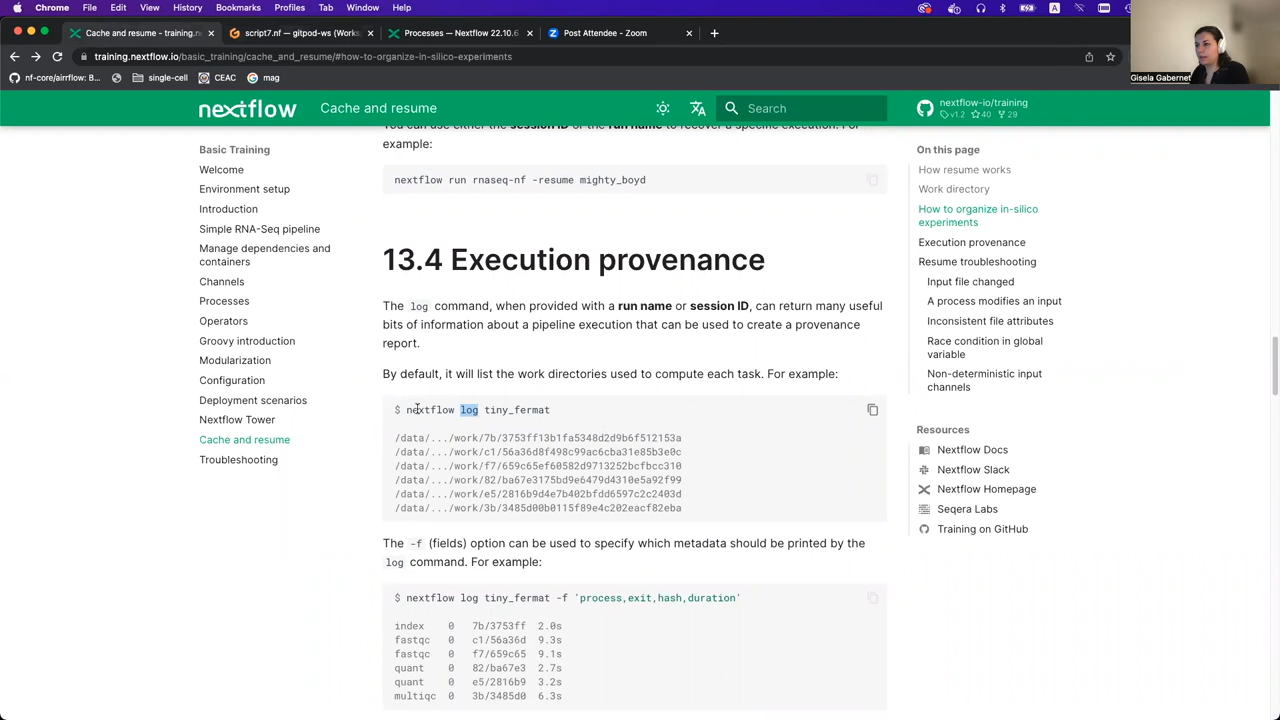 Chrome File Edit View History Bookmarks Profiles Tab Window Help
Cache and resume - training.ne
script7.nf — gitpod-ws (Works
Processes — Nextflow 22.10.6
Post Attendee - Zoom
training.nextflow.io/basic_training/cache_and_resume/#how-to-organize-in-silico-experiments
nf-core/airrflow: B...
single-cell
CEAC
mag
Gisela Gabernet
nextflow
Cache and resume
Search
nextflow-io/training
v1.2 40 29
Basic Training
Welcome
Environment setup
Introduction
Simple RNA-Seq pipeline
Manage dependencies and
containers
Channels
Processes
Operators
Groovy introduction
Modularization
Configuration
Deployment scenarios
Nextflow Tower
Cache and resume
Troubleshooting
You can use either the session ID or the run name to recover a specific execution. For
example:
nextflow run rnaseq-nf -resume mighty_boyd
13.4 Execution provenance
The log command, when provided with a run name or session ID, can return many useful
bits of information about a pipeline execution that can be used to create a provenance
report.
By default, it will list the work directories used to compute each task. For example:
$ nextflow log tiny_fermat
/data/.../work/7b/3753ff13b1fa5348d2d9b6f512153a
/data/.../work/c1/56a36d8f498c99ac6cba31e85b3e0c
/data/.../work/f7/659c65ef60582d9713252bcfbcc310
/data/.../work/82/ba67e3175bd9e6479d4310e5a92f99
/data/.../work/e5/2816b9d4e7b402bfdd6597c2c2403d
/data/.../work/3b/3485d00b0115f89e4c202eacf82eba
The -f (fields) option can be used to specify which metadata should be printed by the
log command. For example:
$ nextflow log tiny_fermat -f 'process,exit,hash,duration'
index 0 7b/3753ff 2.0s
fastqc 0 c1/56a36d 9.3s
fastqc 0 f7/659c65 9.1s
quant 0 82/ba67e3 2.7s
quant 0 e5/2816b9 3.2s
multiqc 0 3b/3485d0 6.3s
On this page
How resume works
Work directory
How to organize in-silico
experiments
Execution provenance
Resume troubleshooting
Input file changed
A process modifies an input
Inconsistent file attributes
Race condition in global
variable
Non-deterministic input
channels
Resources
Nextflow Docs
Nextflow Slack
Nextflow Homepage
Seqera Labs
Training on GitHub